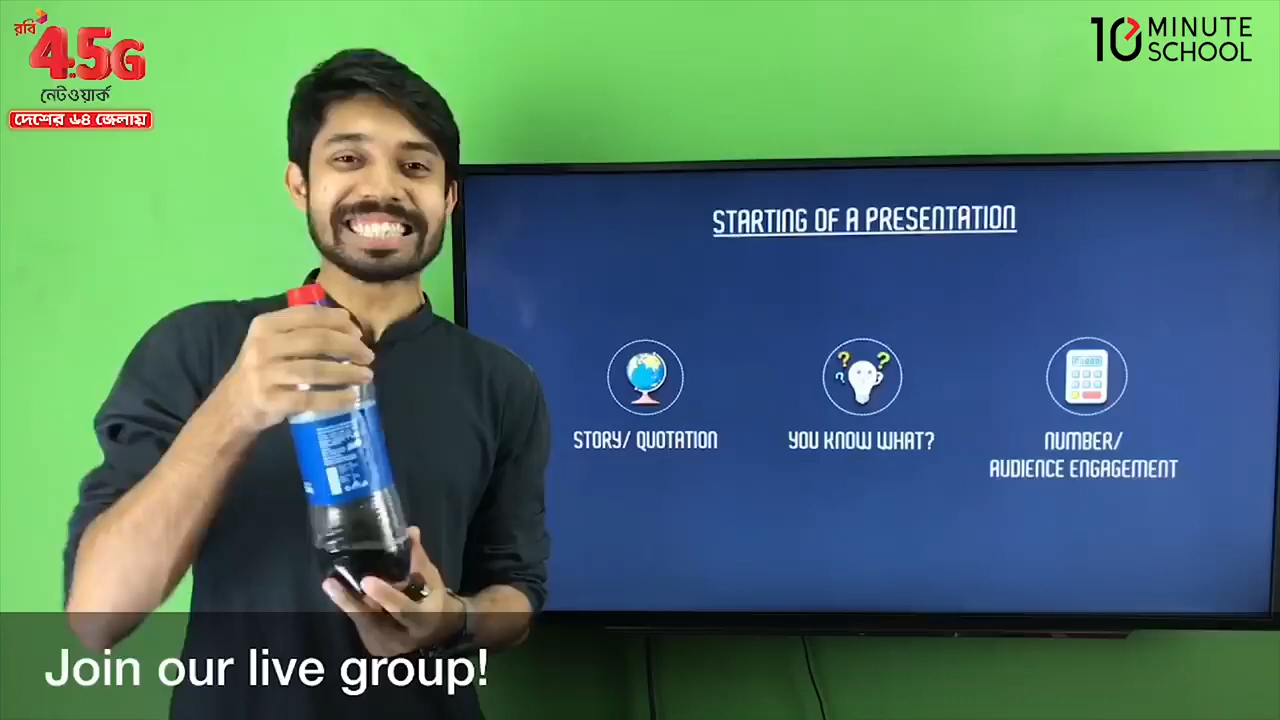 রবি
4.5G
নেটওয়ার্ক
দেশের ৬৪ জেলায়
10 MINUTE
SCHOOL
STARTING OF A PRESENTATION
STORY/ QUOTATION
YOU KNOW WHAT?
NUMBER/
AUDIENCE ENGAGEMENT
Join our live group!